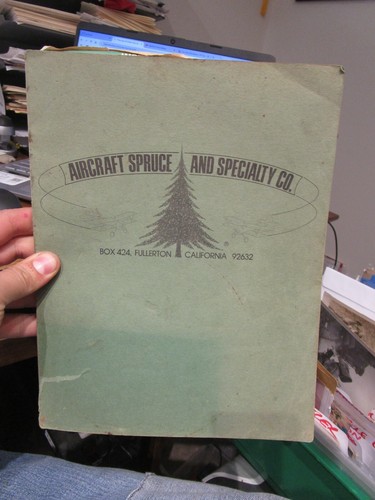 AIRCRAFT SPRUCE AND SPECIALTY CO.
BOX 424, FULLERTON CALIFORNIA 92632